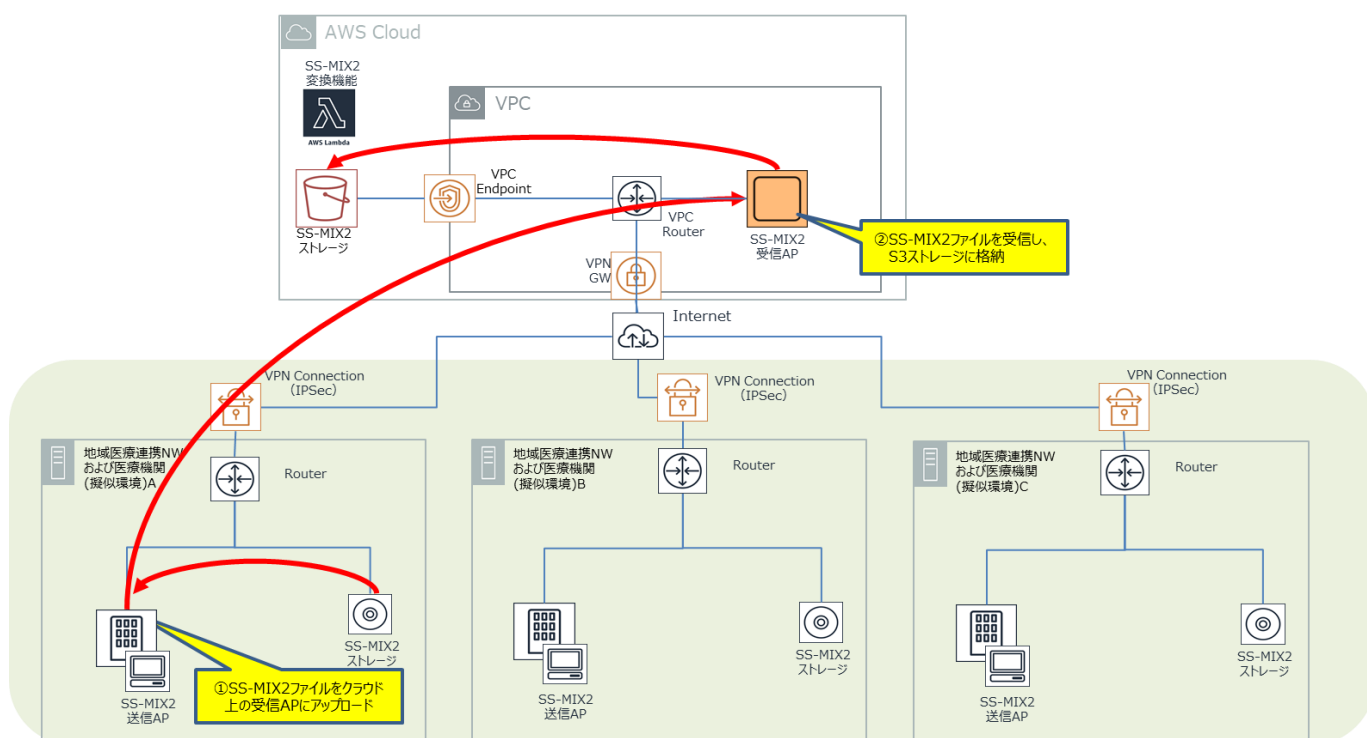 AWS Cloud
SS-MIX2
変換機能
AWS Lambda
VPC
VPC
Endpoint
SS-MIX2
ストレージ
VPC
Router
SS-MIX2
受信AP
②SS-MIX2ファイルを受信し、
S3ストレージに格納
VPN
GW
Internet
VPN Connection
(IPSec)
VPN Connection
(IPSec)
VPN Connection
(IPSec)
地域医療連携NW
および医療機関
(擬似環境)A
Router
SS-MIX2
ストレージ
①SS-MIX2ファイルをクラウド
上の受信APにアップロード
SS-MIX2
送信AP
地域医療連携NW
および医療機関
(擬似環境)B
Router
SS-MIX2
ストレージ
SS-MIX2
送信AP
地域医療連携NW
および医療機関
(擬似環境)C
Router
SS-MIX2
ストレージ
SS-MIX2
送信AP